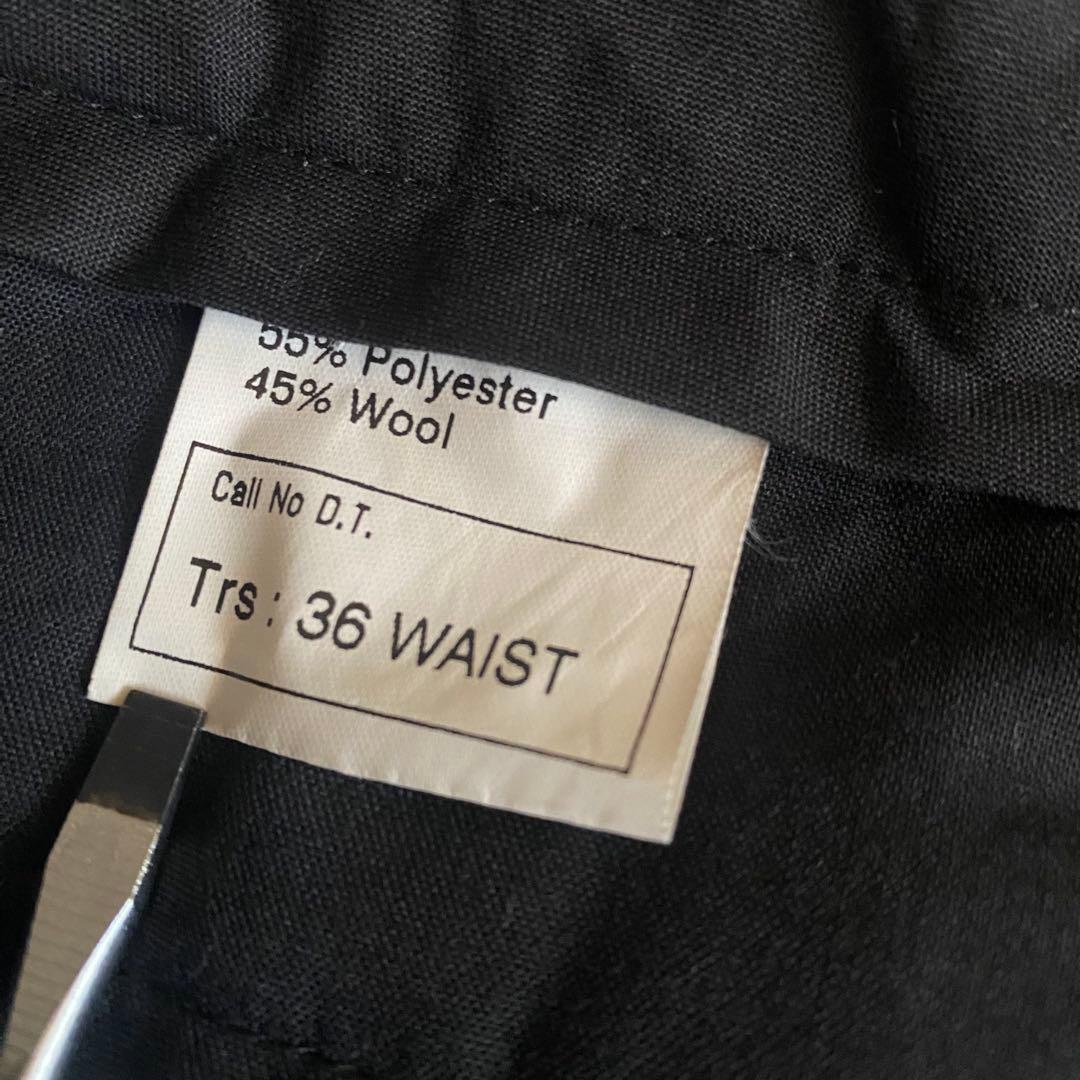 55% Polyester
45% Wool
Call No D.T.
Trs: 36 WAIST